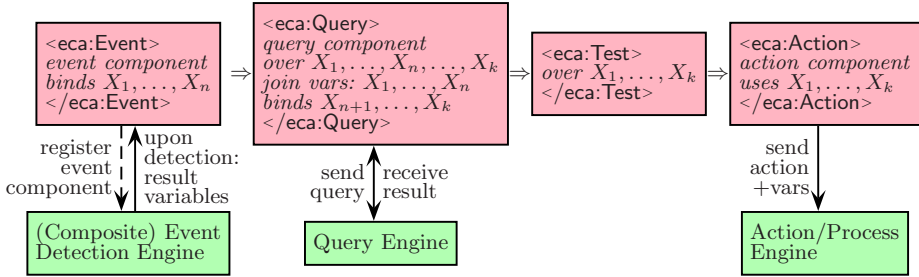 <eca:Event>
event component
binds X1, . . . , Xn
</eca:Event>
⇒
<eca:Query>
query component
over X1, . . . , Xn, . . . , Xk
join vars: X1, . . . , Xn
binds Xn+1, . . . , Xk
</eca:Query>
⇒
<eca:Test>
over X1, . . . , Xk
</eca:Test>
⇒
<eca:Action>
action component
uses X1, . . . , Xk
</eca:Action>
register
event
component
upon
detection:
result
variables
send
query
receive
result
send
action
+vars
(Composite) Event
Detection Engine
Query Engine
Action/Process
Engine